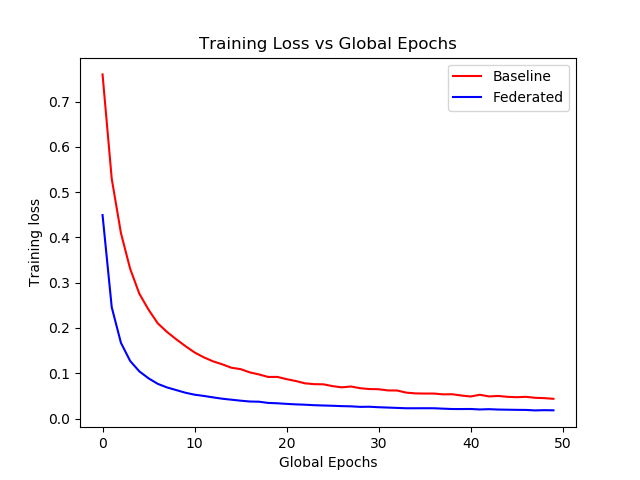 Training Loss vs Global Epochs
Baseline
Federated
0.7
0.6
0.5
0.4
0.3
0.2
0.1
0.0
Training loss
0 10 20 30 40 50
Global Epochs